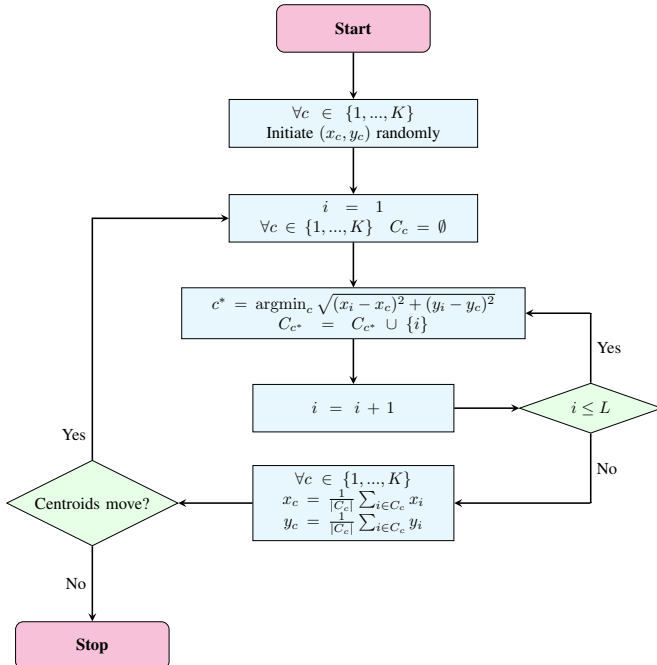 Start
∀c ∈ {1, ..., K}
Initiate (x_c, y_c) randomly
i = 1
∀c ∈ {1, ..., K} C_c = ∅
c* = argmin_c √((x_i − x_c)² + (y_i − y_c)²)
C_{c*} = C_{c*} ∪ {i}
Yes
i = i + 1
i ≤ L
No
∀c ∈ {1, ..., K}
x_c = 1/|C_c| ∑_{i∈C_c} x_i
y_c = 1/|C_c| ∑_{i∈C_c} y_i
Yes
Centroids move?
No
Stop